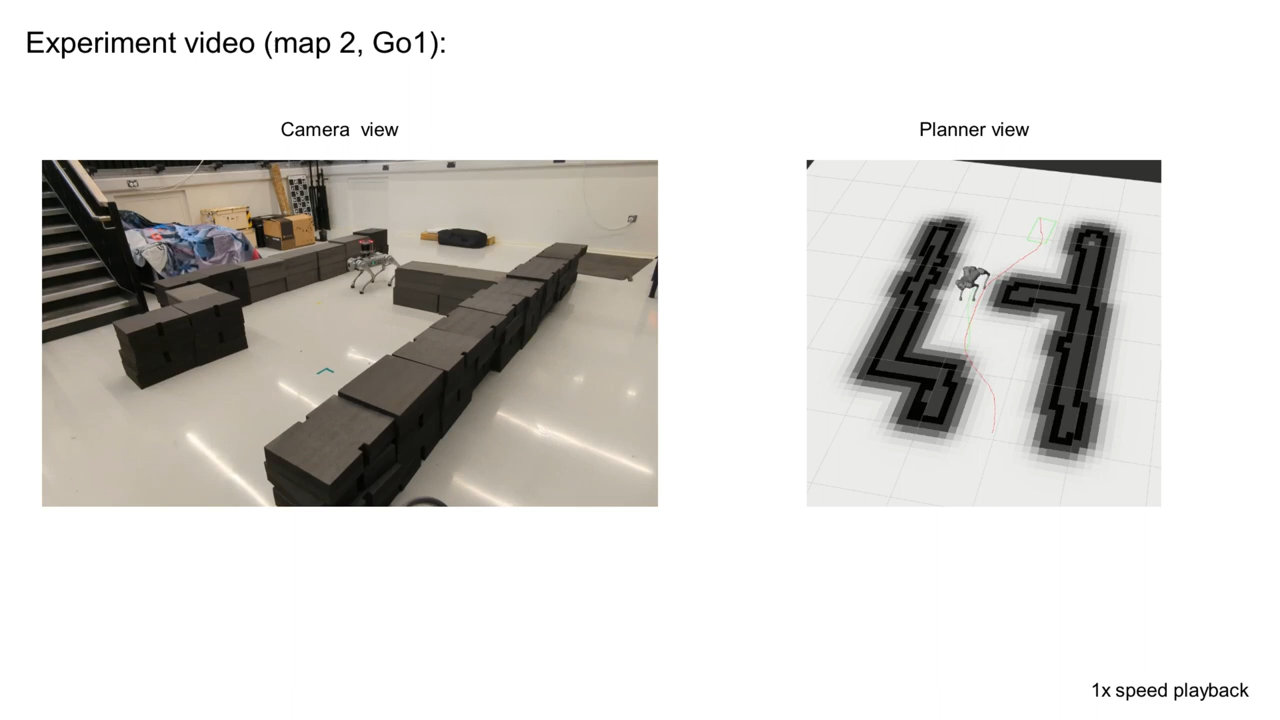 Experiment video (map 2, Go1):
Camera view
Planner view
1x speed playback